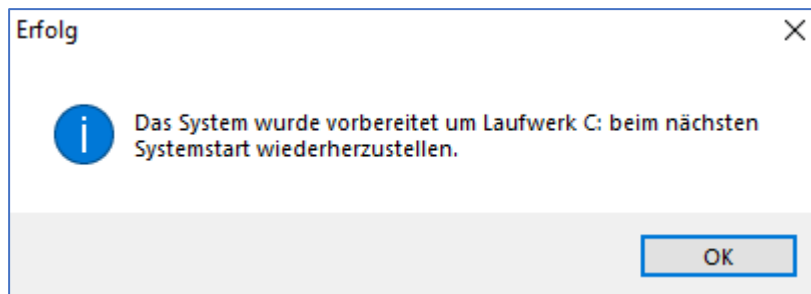 Erfolg
Das System wurde vorbereitet um Laufwerk C: beim nächsten
Systemstart wiederherzustellen.
OK